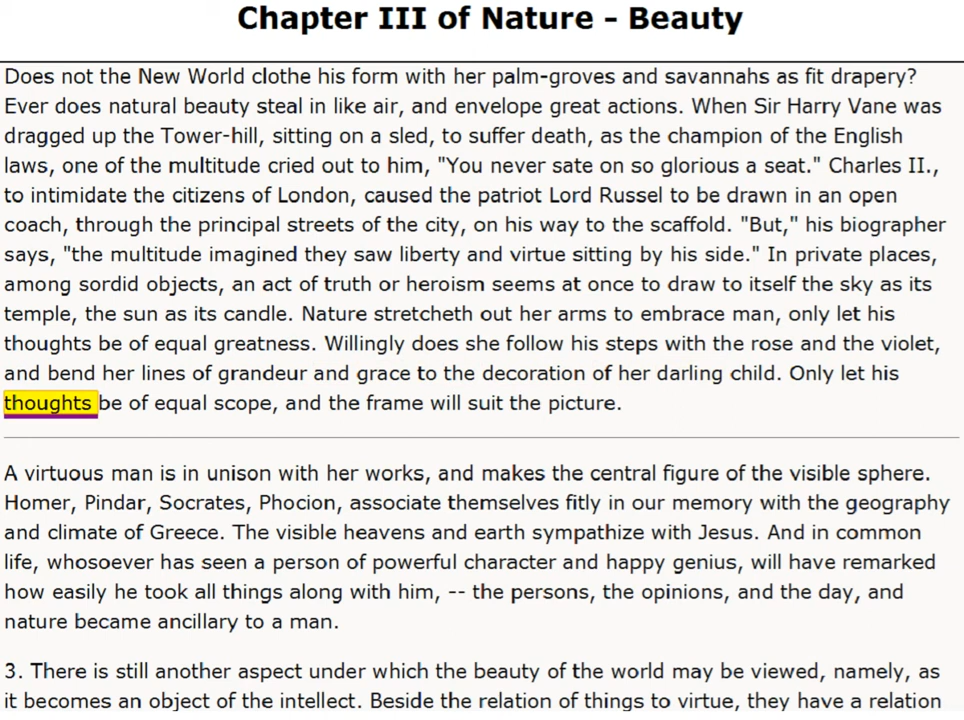 Chapter III of Nature - Beauty
Does not the New World clothe his form with her palm-groves and savannahs as fit drapery?
Ever does natural beauty steal in like air, and envelope great actions. When Sir Harry Vane was
dragged up the Tower-hill, sitting on a sled, to suffer death, as the champion of the English
laws, one of the multitude cried out to him, "You never sate on so glorious a seat." Charles II.,
to intimidate the citizens of London, caused the patriot Lord Russel to be drawn in an open
coach, through the principal streets of the city, on his way to the scaffold. "But," his biographer
says, "the multitude imagined they saw liberty and virtue sitting by his side." In private places,
among sordid objects, an act of truth or heroism seems at once to draw to itself the sky as its
temple, the sun as its candle. Nature stretcheth out her arms to embrace man, only let his
thoughts be of equal greatness. Willingly does she follow his steps with the rose and the violet,
and bend her lines of grandeur and grace to the decoration of her darling child. Only let his
thoughts be of equal scope, and the frame will suit the picture.
A virtuous man is in unison with her works, and makes the central figure of the visible sphere.
Homer, Pindar, Socrates, Phocion, associate themselves fitly in our memory with the geography
and climate of Greece. The visible heavens and earth sympathize with Jesus. And in common
life, whosoever has seen a person of powerful character and happy genius, will have remarked
how easily he took all things along with him, -- the persons, the opinions, and the day, and
nature became ancillary to a man.
3. There is still another aspect under which the beauty of the world may be viewed, namely, as
it becomes an object of the intellect. Beside the relation of things to virtue, they have a relation